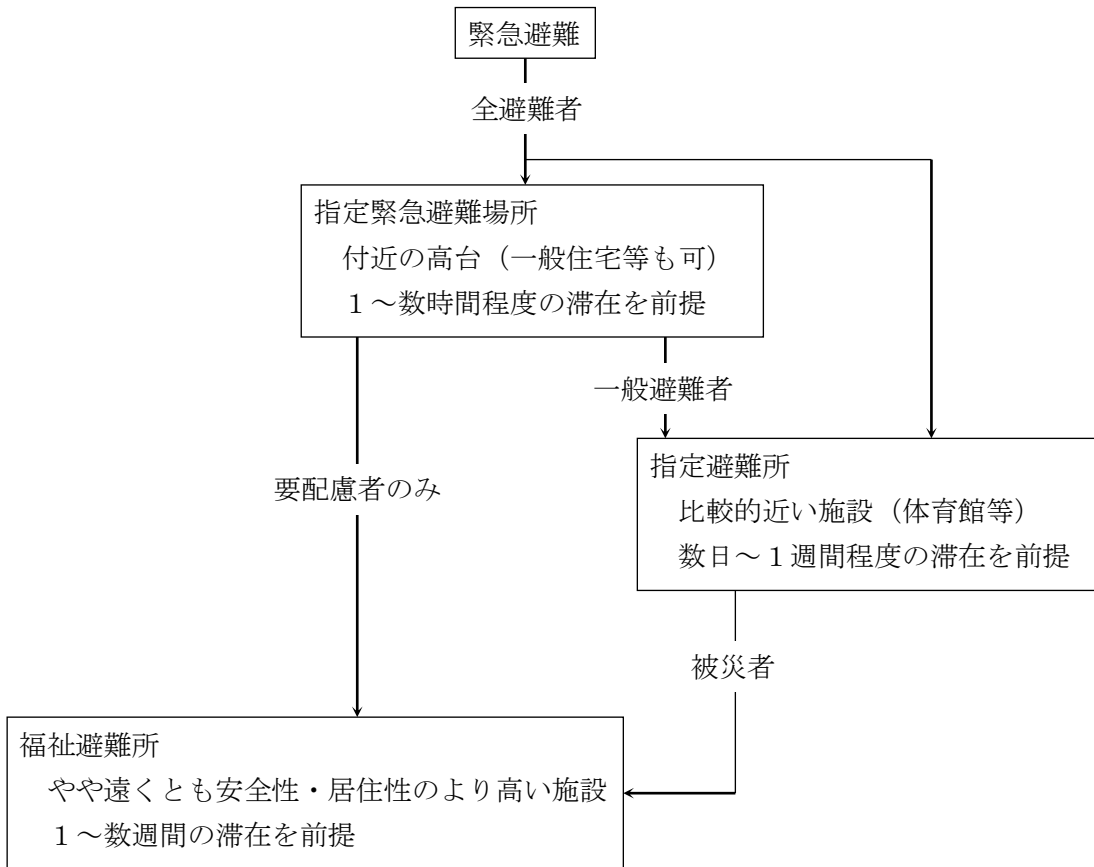 緊急避難
全避難者
指定緊急避難場所
付近の高台（一般住宅等も可）
１～数時間程度の滞在を前提
一般避難者
指定避難所
比較的近い施設（体育館等）
数日～１週間程度の滞在を前提
要配慮者のみ
被災者
福祉避難所
やや遠くとも安全性・居住性のより高い施設
１～数週間の滞在を前提